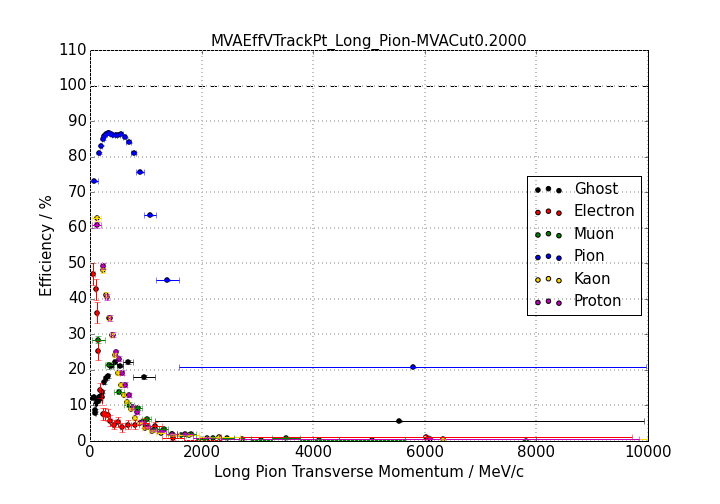 MVAEffVTrackPt_Long_Pion-MVACut0.2000
110
100
90
80
70
60
50
40
30
20
10
0
Efficiency / %
Ghost
Electron
Muon
Pion
Kaon
Proton
0 2000 4000 6000 8000 10000
Long Pion Transverse Momentum / MeV/c